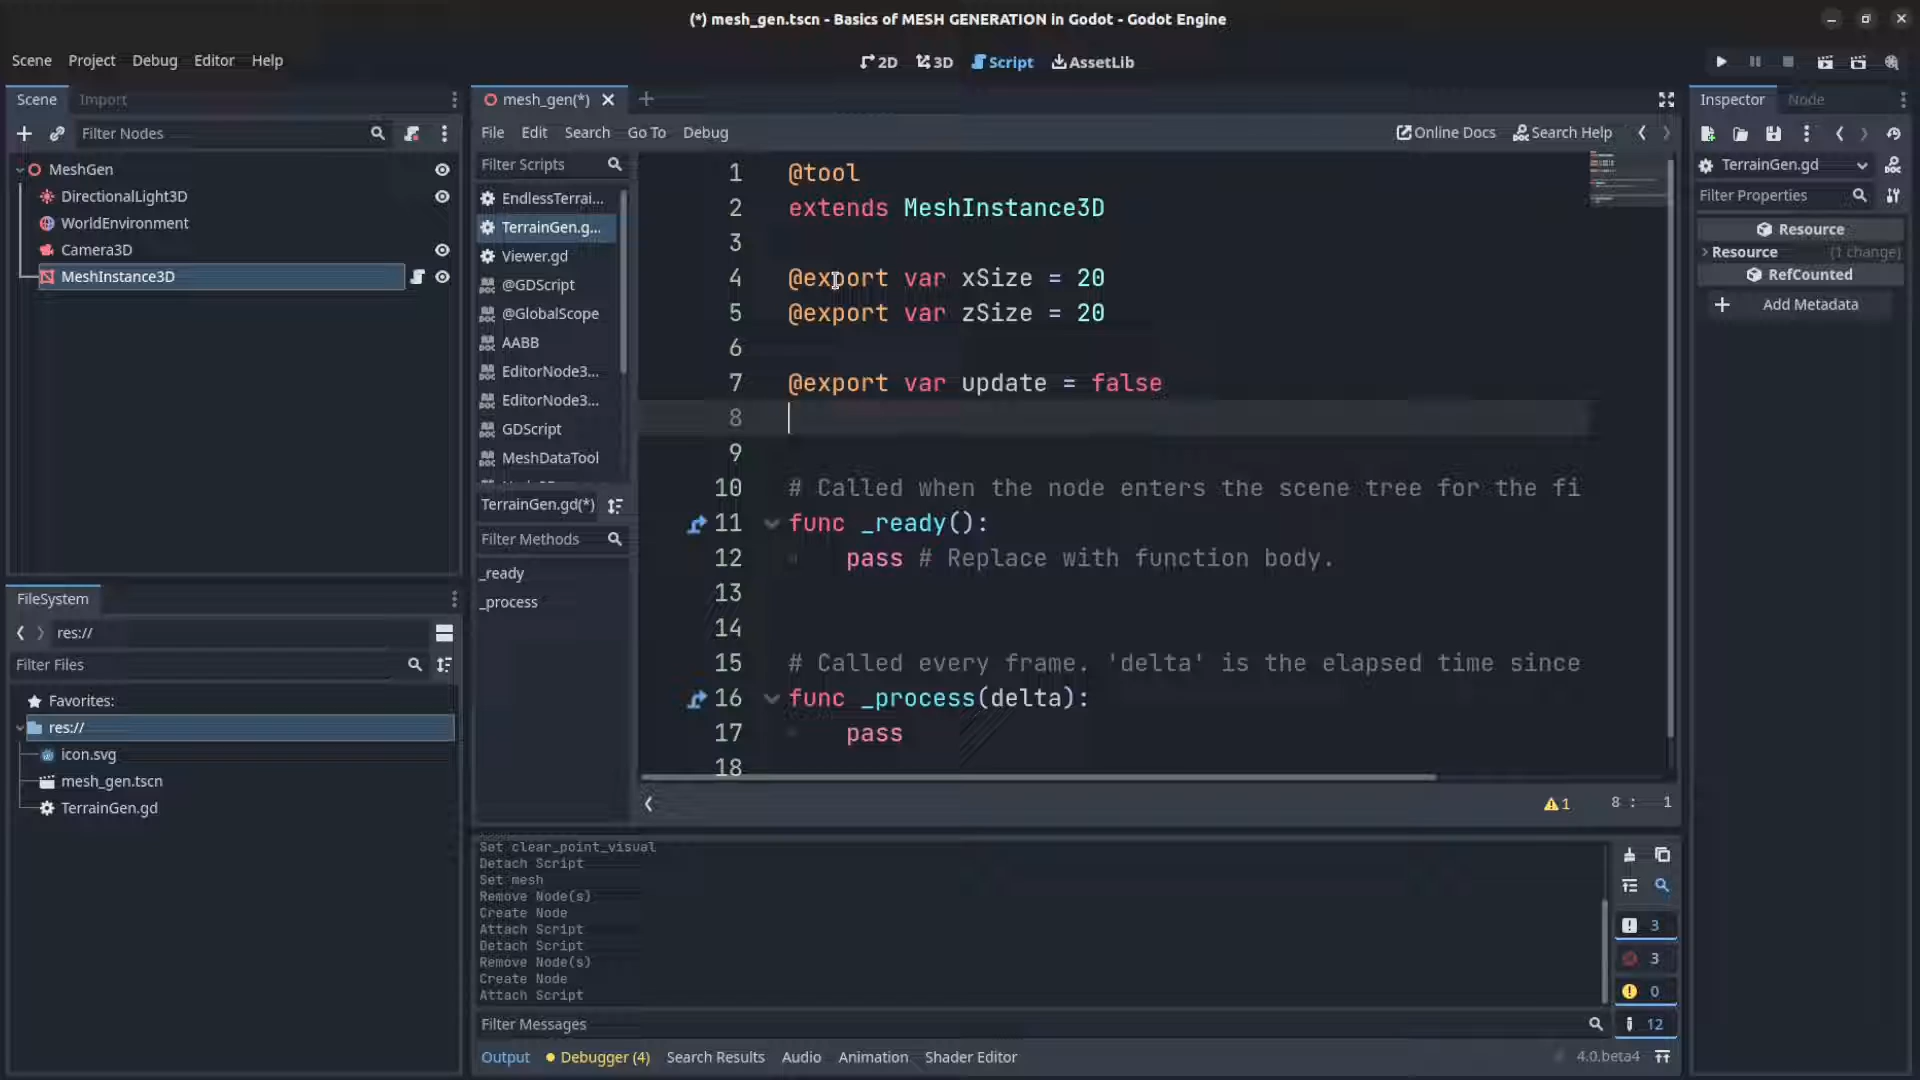 (*) mesh_gen.tscn - Basics of MESH GENERATION in Godot - Godot Engine
Scene Project Debug Editor Help
2D 3D Script AssetLib
Scene Import
Filter Nodes
MeshGen
DirectionalLight3D
WorldEnvironment
Camera3D
MeshInstance3D
FileSystem
res://
Filter Files
Favorites:
res://
icon.svg
mesh_gen.tscn
TerrainGen.gd
mesh_gen(*)
File Edit Search Go To Debug
Online Docs Search Help
Filter Scripts
EndlessTerrai...
TerrainGen.g...
Viewer.gd
@GDScript
@GlobalScope
AABB
EditorNode3...
EditorNode3...
GDScript
MeshDataTool
TerrainGen.gd(*)
Filter Methods
_ready
_process
1 @tool
2 extends MeshInstance3D
3
4 @export var xSize = 20
5 @export var zSize = 20
6
7 @export var update = false
8
9
10 # Called when the node enters the scene tree for the fi
11 func _ready():
12 pass # Replace with function body.
13
14
15 # Called every frame. 'delta' is the elapsed time since
16 func _process(delta):
17 pass
18
1 8 : 1
Set clear_point_visual
Detach Script
Set mesh
Remove Node(s)
Create Node
Attach Script
Detach Script
Remove Node(s)
Create Node
Attach Script
Filter Messages
3
3
0
12
Output Debugger (4) Search Results Audio Animation Shader Editor
4.0.beta4
Inspector Node
TerrainGen.gd
Filter Properties
Resource
Resource (1 change)
RefCounted
Add Metadata